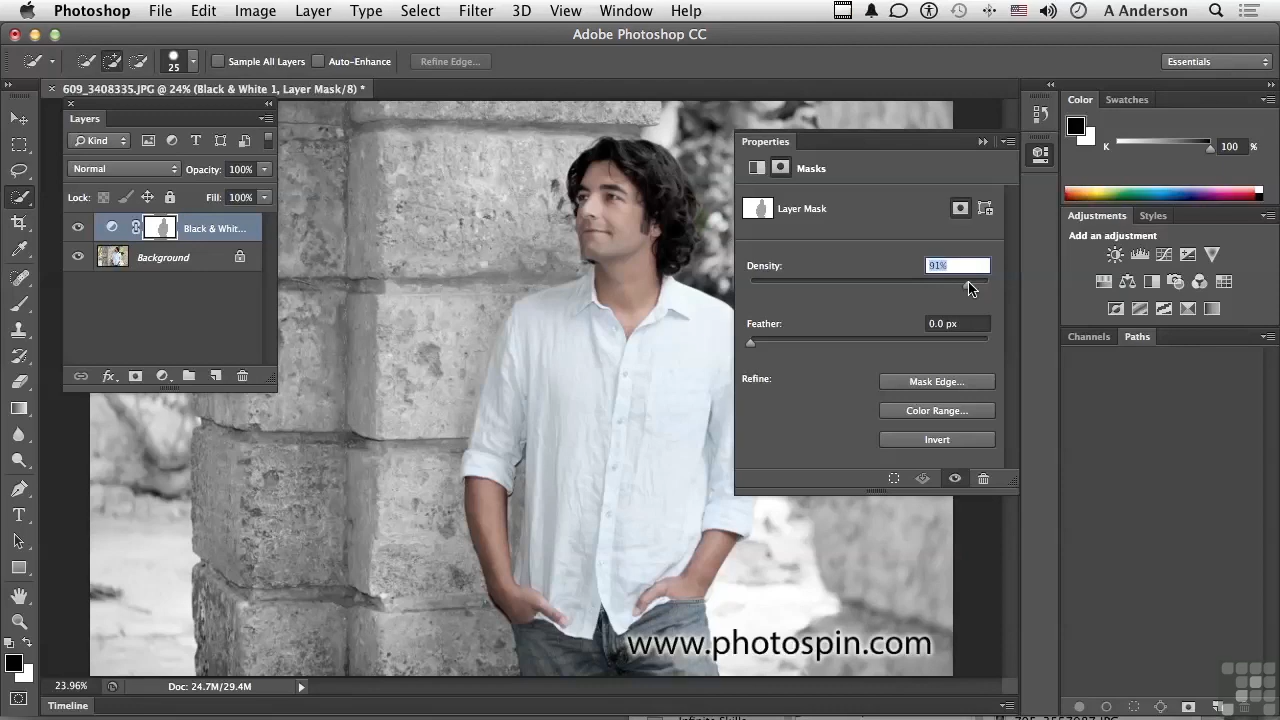 Photoshop File Edit Image Layer Type Select Filter 3D View Window Help A Anderson
Adobe Photoshop CC
25 Sample All Layers Auto-Enhance Refine Edge... Essentials
609_3408335.JPG @ 24% (Black & White 1, Layer Mask/8) *
Layers
Kind
Normal Opacity: 100%
Lock: Fill: 100%
Black & Whit...
Background
fx
Properties
Masks
Layer Mask
Density: 91%
Feather: 0.0 px
Refine: Mask Edge...
Color Range...
Invert
Color Swatches
K 100 %
Adjustments Styles
Add an adjustment
Channels Paths
www.photospin.com
23.96% Doc: 24.7M/29.4M
Timeline